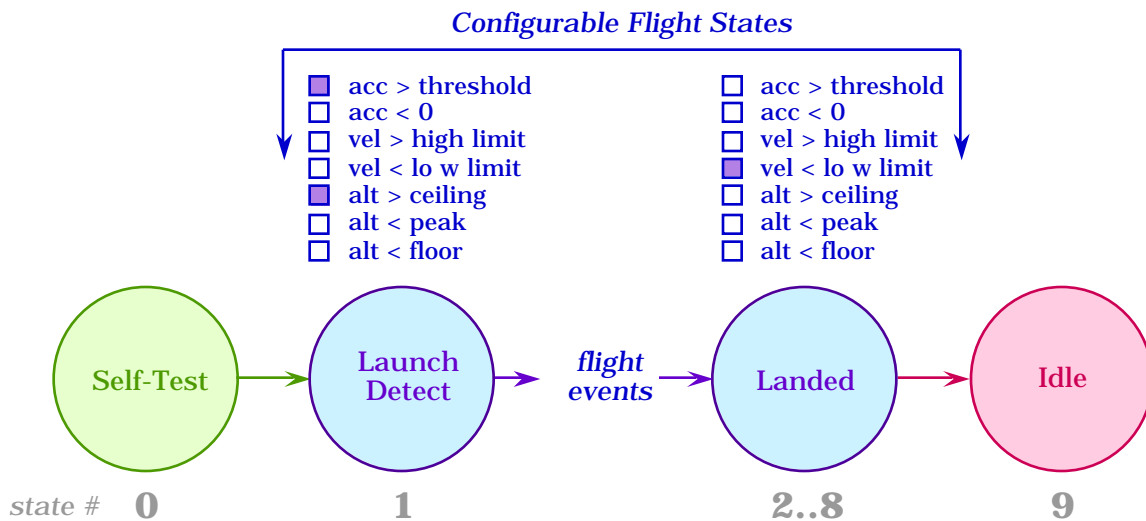 Configurable Flight States
acc > threshold
acc < 0
vel > high limit
vel < lo w limit
alt > ceiling
alt < peak
alt < floor
acc > threshold
acc < 0
vel > high limit
vel < lo w limit
alt > ceiling
alt < peak
alt < floor
Self-Test
Launch
Detect
flight
events
Landed
Idle
state # 0 1 2..8 9